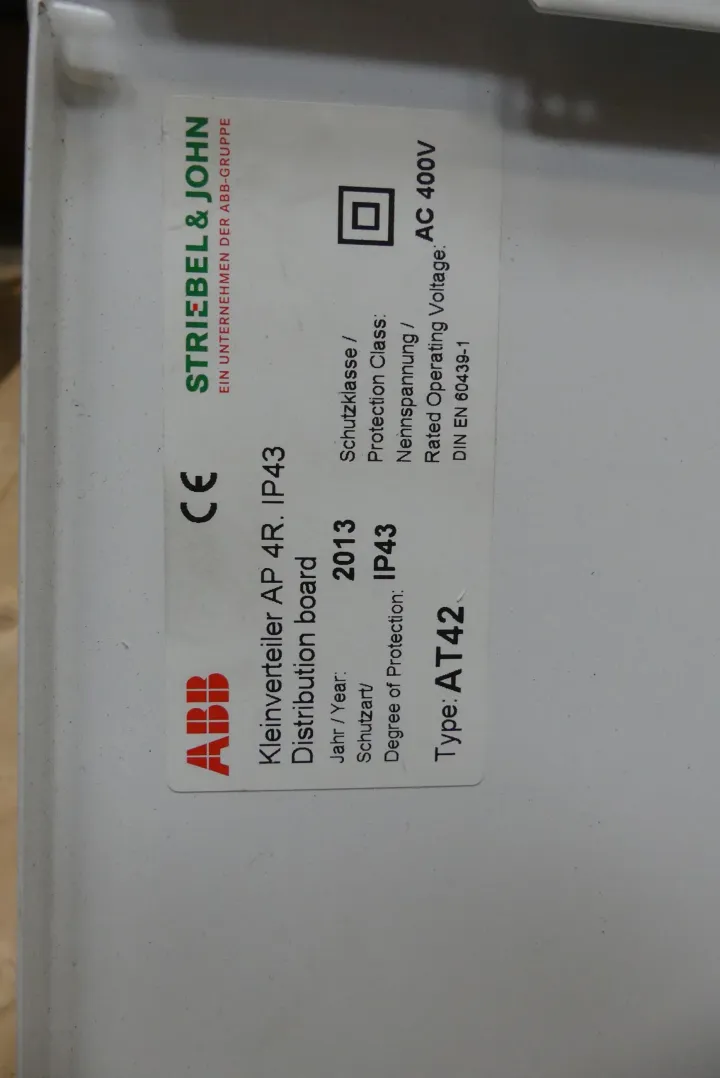 ABB
CE
STRIEBEL & JOHN
EIN UNTERNEHMEN DER ABB-GRUPPE
Kleinverteiler AP 4R. IP43
Distribution board
Jahr / Year: 2013
Schutzart/
Degree of Protection: IP43
Type: AT42
Schutzklasse /
Protection Class:
Nennspannung /
Rated Operating Voltage: AC 400V
DIN EN 60439-1